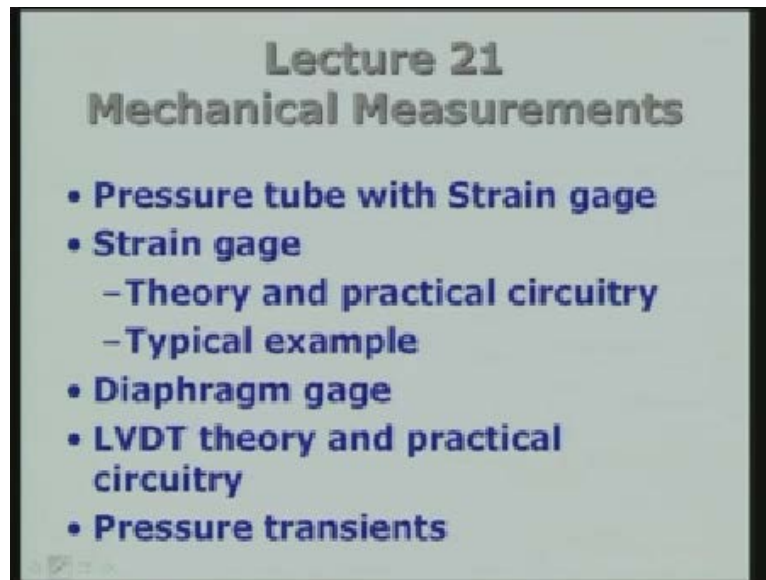 Lecture 21
Mechanical Measurements
• Pressure tube with Strain gage
• Strain gage
–Theory and practical circuitry
–Typical example
• Diaphragm gage
• LVDT theory and practical
circuitry
• Pressure transients